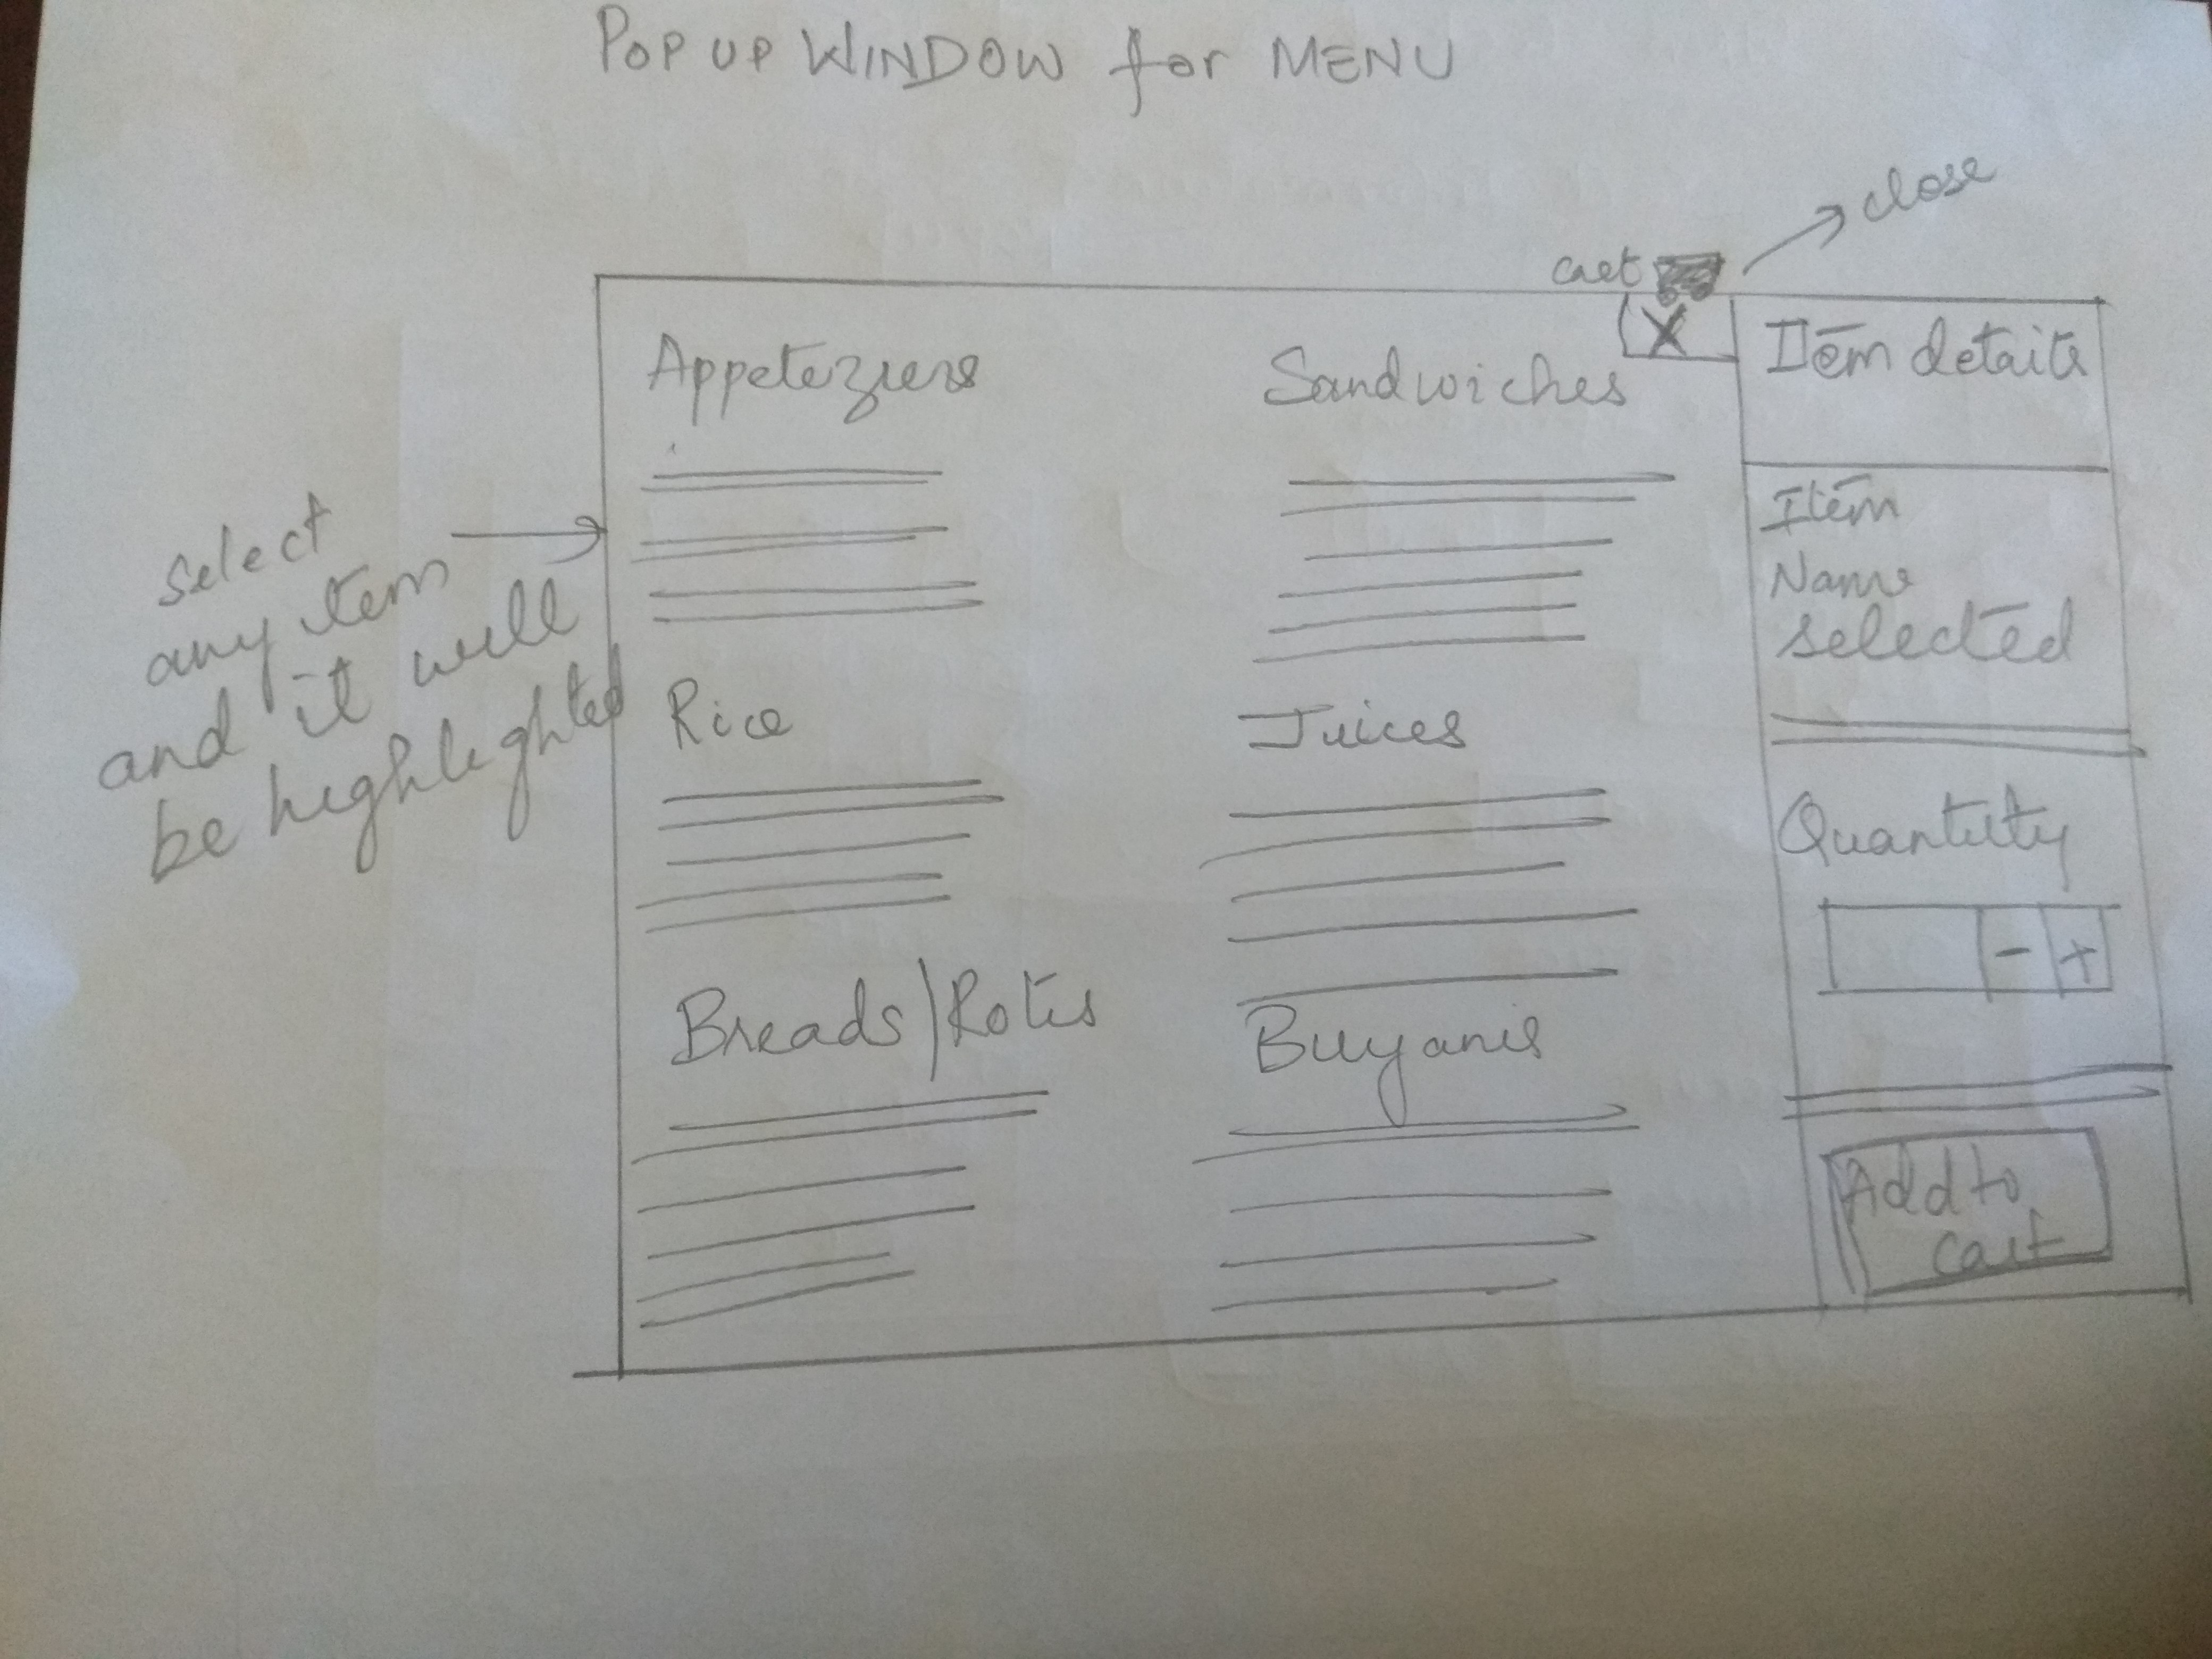 POP UP WINDOW for MENU
close
cart
X
Appeteziers
Sandwiches
Item details
select
any item
and it will
be highlighted
Item
Name
selected
Rice
Juices
Quantity
- +
Breads/Rotis
Biryanis
Add to
cart